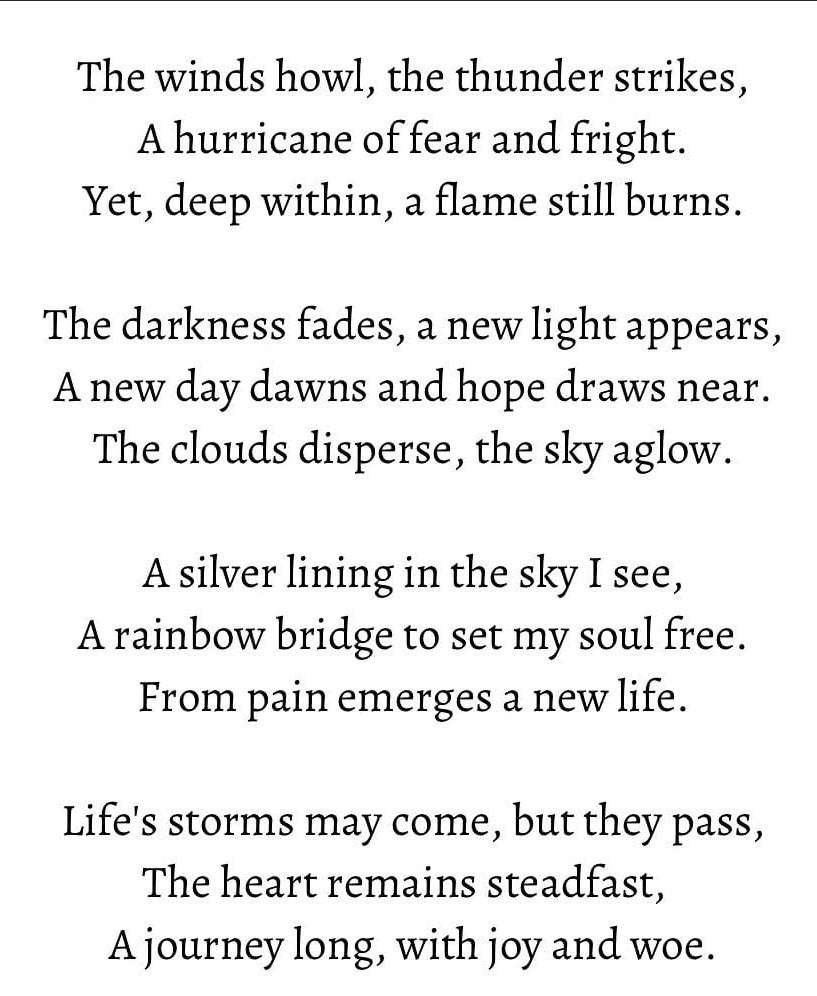 The winds howl, the thunder strikes,
A hurricane of fear and fright.
Yet, deep within, a flame still burns.
The darkness fades, a new light appears,
A new day dawns and hope draws near.
The clouds disperse, the sky aglow.
A silver lining in the sky I see,
A rainbow bridge to set my soul free.
From pain emerges a new life.
Life's storms may come, but they pass,
The heart remains steadfast,
A journey long, with joy and woe.